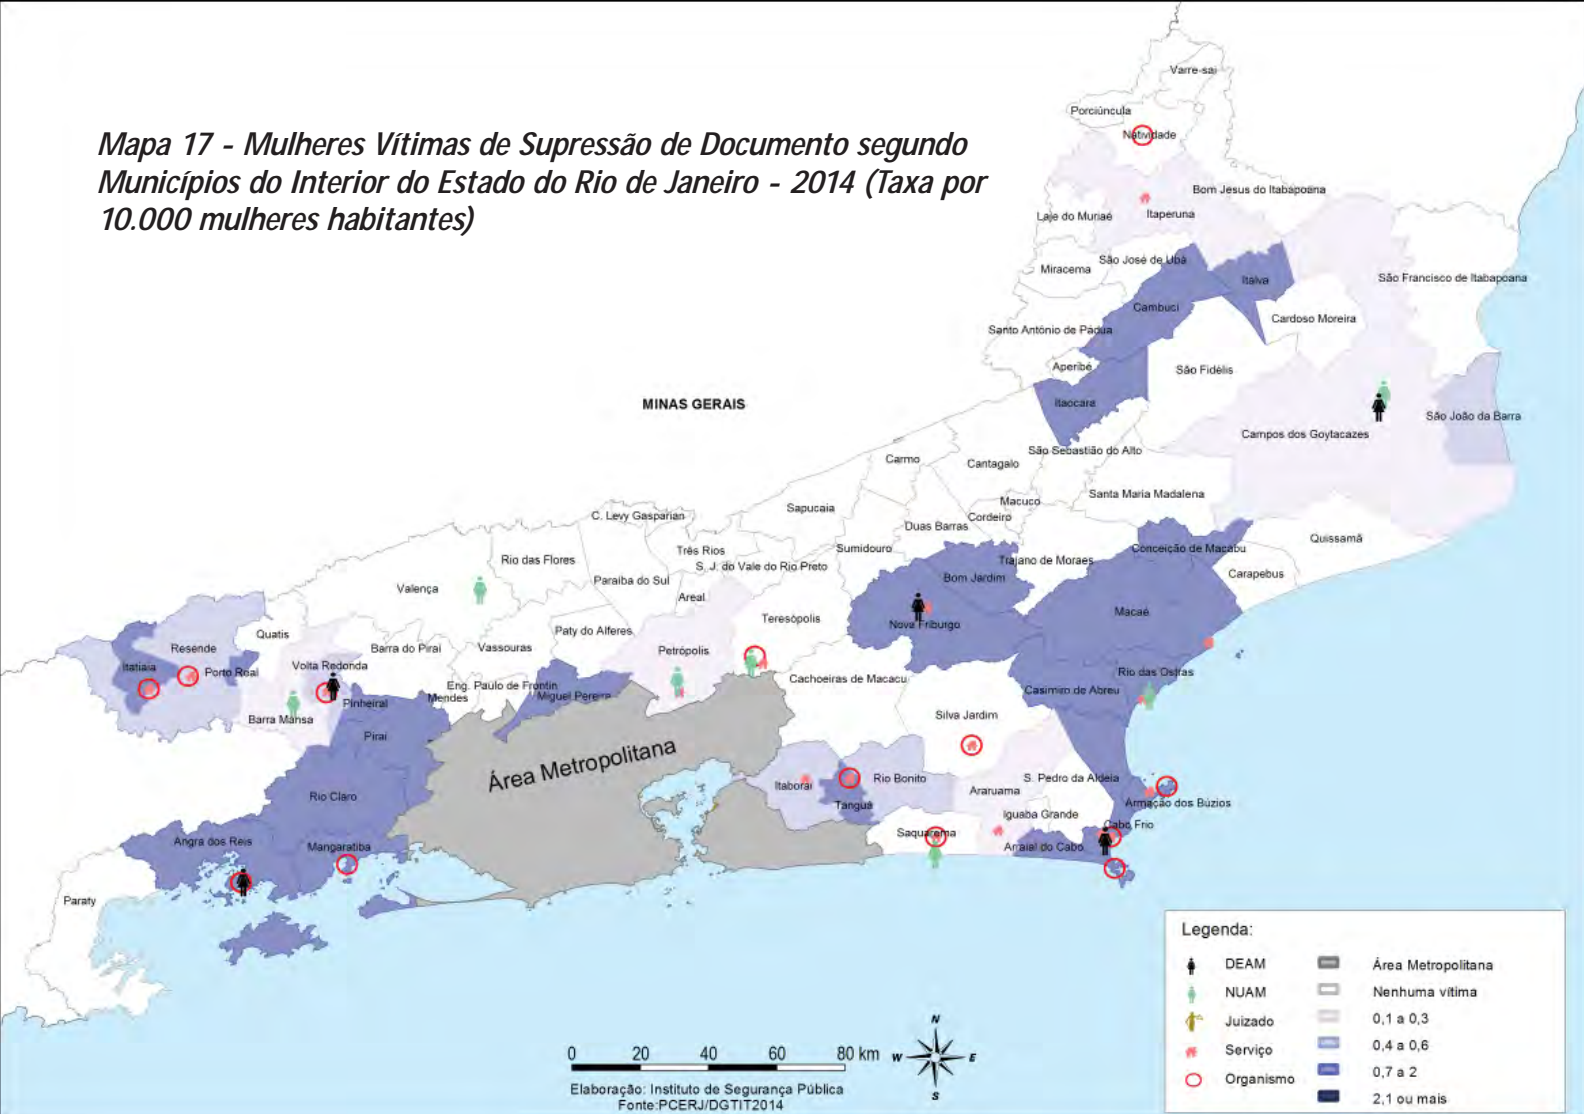 Mapa 17 - Mulheres Vítimas de Supressão de Documento segundo
Municípios do Interior do Estado do Rio de Janeiro - 2014 (Taxa por
10.000 mulheres habitantes)
Varre-sai
Porciúncula
Natividade
Bom Jesus do Itabapoana
Laje do Muriaé
Itaperuna
São José de Ubá
Miracema
São Francisco de Itabapoana
Italva
Cambuci
Cardoso Moreira
Santo Antônio de Pádua
Aperibé
São Fidélis
MINAS GERAIS
Itaocara
São João da Barra
Campos dos Goytacazes
São Sebastião do Alto
Carmo
Cantagalo
Santa Maria Madalena
Macuco
Sapucaia
C. Levy Gasparian
Cordeiro
Duas Barras
Quissamã
Três Rios
Sumidouro
Conceição de Macabu
Rio das Flores
S. J. do Vale do Rio Preto
Trajano de Moraes
Carapebus
Paraíba do Sul
Bom Jardim
Valença
Areal
Macaé
Teresópolis
Nova Friburgo
Paty do Alferes
Quatis
Resende
Barra do Piraí
Vassouras
Petrópolis
Itatiaia
Porto Real
Volta Redonda
Rio das Ostras
Cachoeiras de Macacu
Eng. Paulo de Frontin
Casimiro de Abreu
Mendes
Miguel Pereira
Pinheiral
Barra Mansa
Silva Jardim
Piraí
Área Metropolitana
S. Pedro da Aldeia
Rio Bonito
Itaboraí
Araruama
Rio Claro
Tanguá
Armação dos Búzios
Iguaba Grande
Cabo Frio
Saquarema
Angra dos Reis
Mangaratiba
Arraial do Cabo
Paraty
Legenda:
DEAM
NUAM
Juizado
Serviço
Organismo
Área Metropolitana
Nenhuma vítima
0,1 a 0,3
0,4 a 0,6
0,7 a 2
2,1 ou mais
N
W
E
S
0 20 40 60 80 km
Elaboração: Instituto de Segurança Pública
Fonte:PCERJ/DGTIT2014